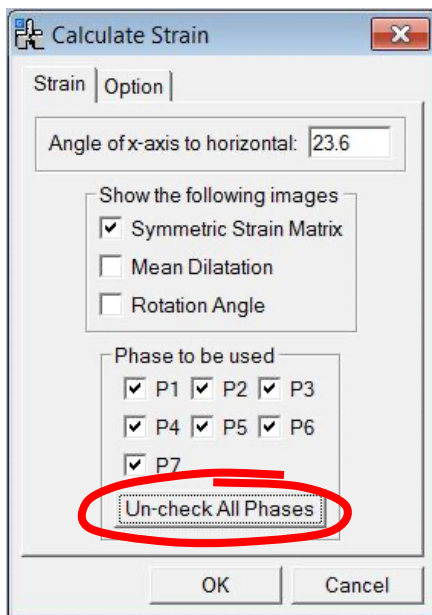 Calculate Strain
Strain Option
Angle of x-axis to horizontal: 23.6
Show the following images
Symmetric Strain Matrix
Mean Dilatation
Rotation Angle
Phase to be used
P1 P2 P3
P4 P5 P6
P7
Un-check All Phases
OK Cancel